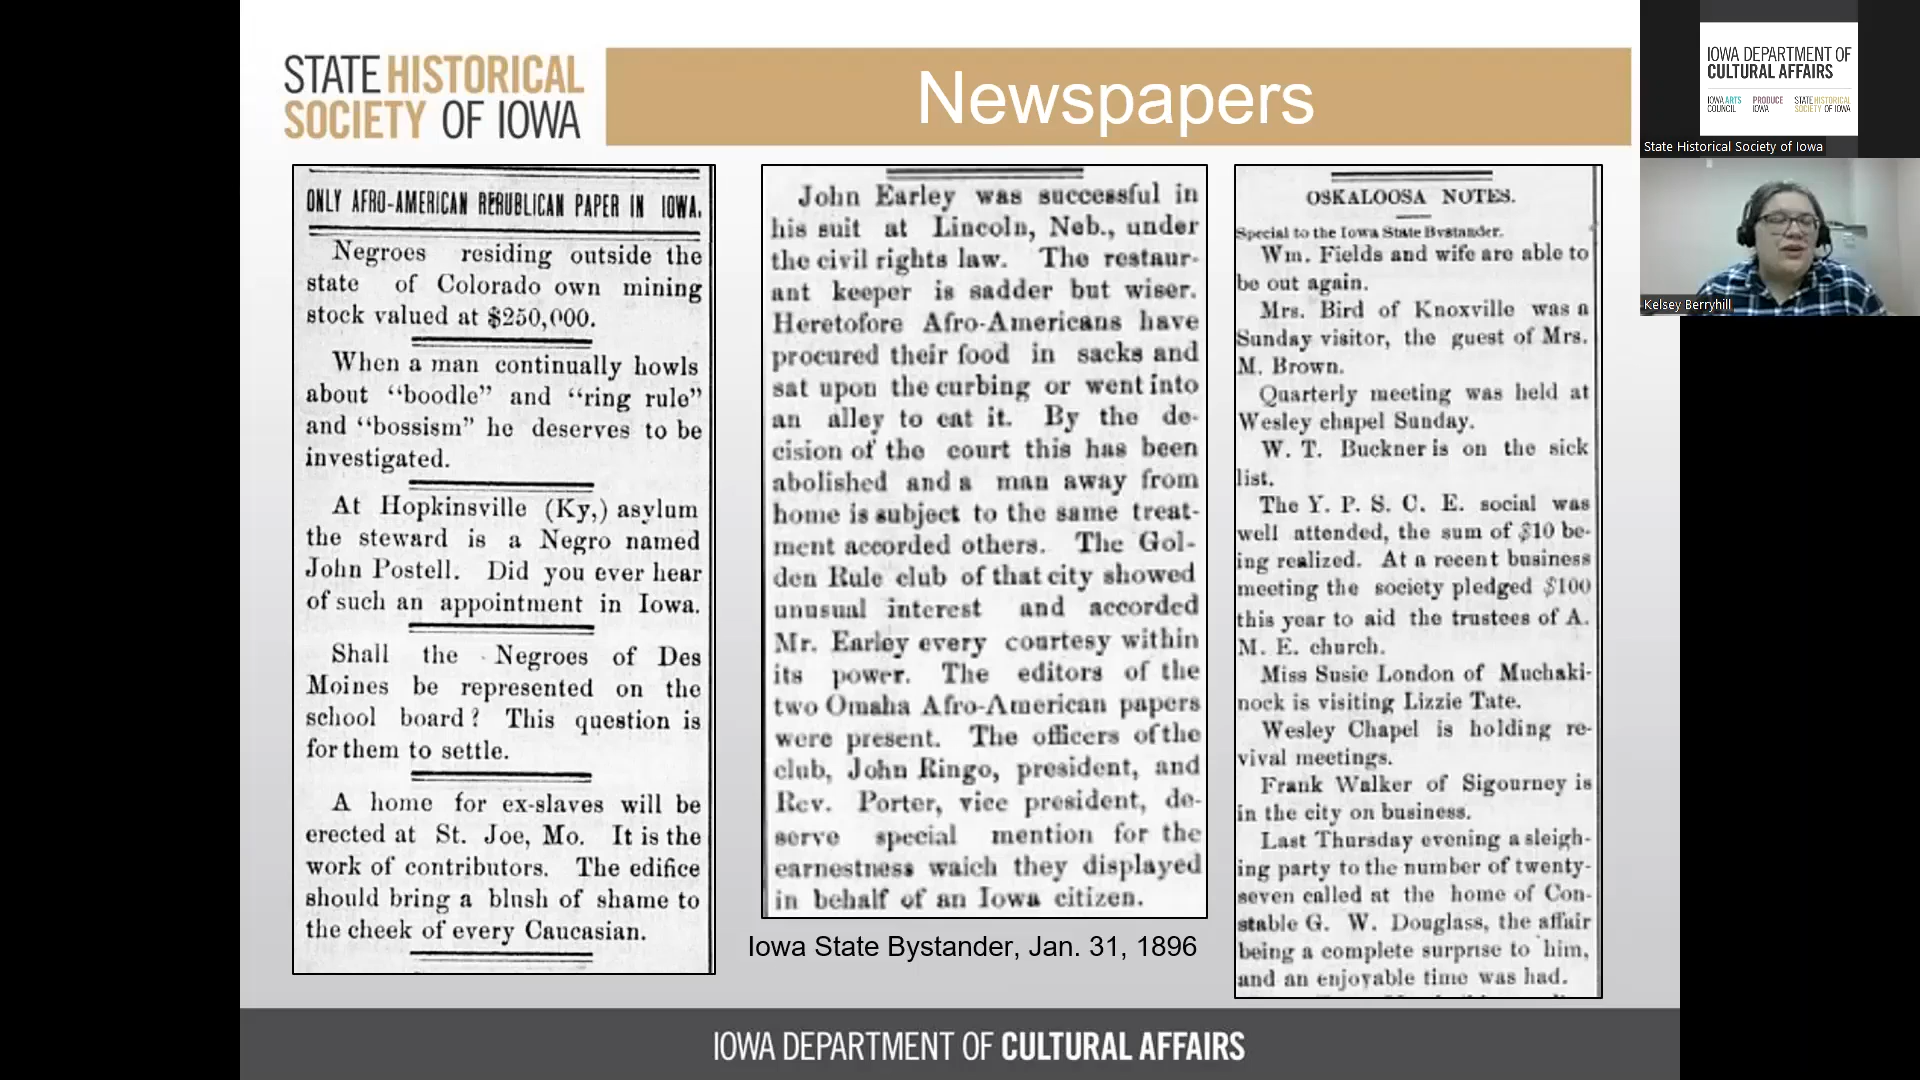 STATE HISTORICAL
SOCIETY OF IOWA
Newspapers
ONLY AFRO-AMERICAN REPUBLICAN PAPER IN IOWA.
Negroes residing outside the
state of Colorado own mining
stock valued at $250,000.
When a man continually howls
about "boodle" and "ring rule"
and "bossism" he deserves to be
investigated.
At Hopkinsville (Ky,) asylum
the steward is a Negro named
John Postell. Did you ever hear
of such an appointment in Iowa.
Shall the Negroes of Des
Moines be represented on the
school board? This question is
for them to settle.
A home for ex-slaves will be
erected at St. Joe, Mo. It is the
work of contributors. The edifice
should bring a blush of shame to
the cheek of every Caucasian.
John Earley was successful in
his suit at Lincoln, Neb., under
the civil rights law. The restaur-
ant keeper is sadder but wiser.
Heretofore Afro-Americans have
procured their food in sacks and
sat upon the curbing or went into
an alley to eat it. By the de-
cision of the court this has been
abolished and a man away from
home is subject to the same treat-
ment accorded others. The Gol-
den Rule club of that city showed
unusual interest and accorded
Mr. Earley every courtesy within
its power. The editors of the
two Omaha Afro-American papers
were present. The officers of the
club, John Ringo, president, and
Rev. Porter, vice president, de-
serve special mention for the
earnestness waich they displayed
in behalf of an Iowa citizen.
Iowa State Bystander, Jan. 31, 1896
OSKALOOSA NOTES.
Special to the Iowa State Bystander.
Wm. Fields and wife are able to
be out again.
Mrs. Bird of Knoxville was a
Sunday visitor, the guest of Mrs.
M. Brown.
Quarterly meeting was held at
Wesley chapel Sunday.
W. T. Buckner is on the sick
list.
The Y. P. S. C. E. social was
well attended, the sum of $10 be-
ing realized. At a recent business
meeting the society pledged $100
this year to aid the trustees of A.
M. E. church.
Miss Susie London of Muchaki-
nock is visiting Lizzie Tate.
Wesley Chapel is holding re-
vival meetings.
Frank Walker of Sigourney is
in the city on business.
Last Thursday evening a sleigh-
ing party to the number of twenty-
seven called at the home of Con-
stable G. W. Douglass, the affair
being a complete surprise to him,
and an enjoyable time was had.
IOWA DEPARTMENT OF CULTURAL AFFAIRS
IOWA DEPARTMENT OF
CULTURAL AFFAIRS
IOWA ARTS
COUNCIL
PRODUCE
IOWA
STATE HISTORICAL
SOCIETY OF IOWA
State Historical Society of Iowa
Kelsey Berryhill